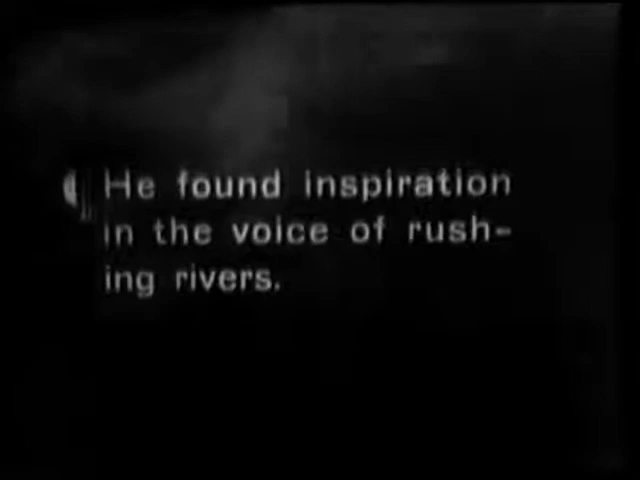 He found inspiration
in the voice of rush-
ing rivers.